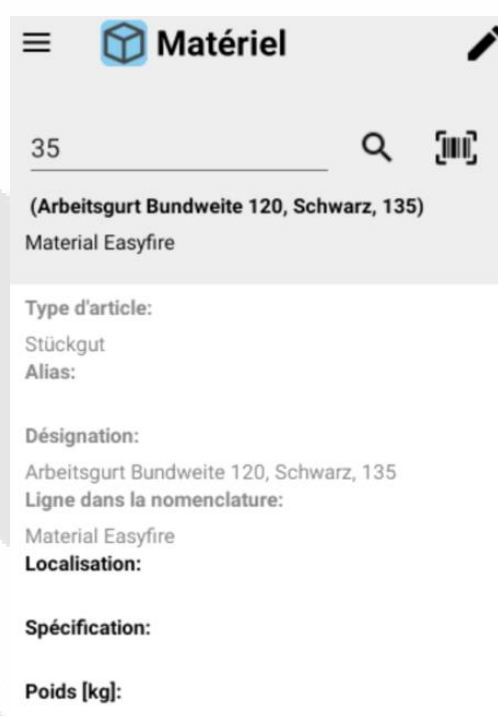 Matériel
35
(Arbeitsgurt Bundweite 120, Schwarz, 135)
Material Easyfire
Type d'article:
Stückgut
Alias:
Désignation:
Arbeitsgurt Bundweite 120, Schwarz, 135
Ligne dans la nomenclature:
Material Easyfire
Localisation:
Spécification:
Poids [kg]: